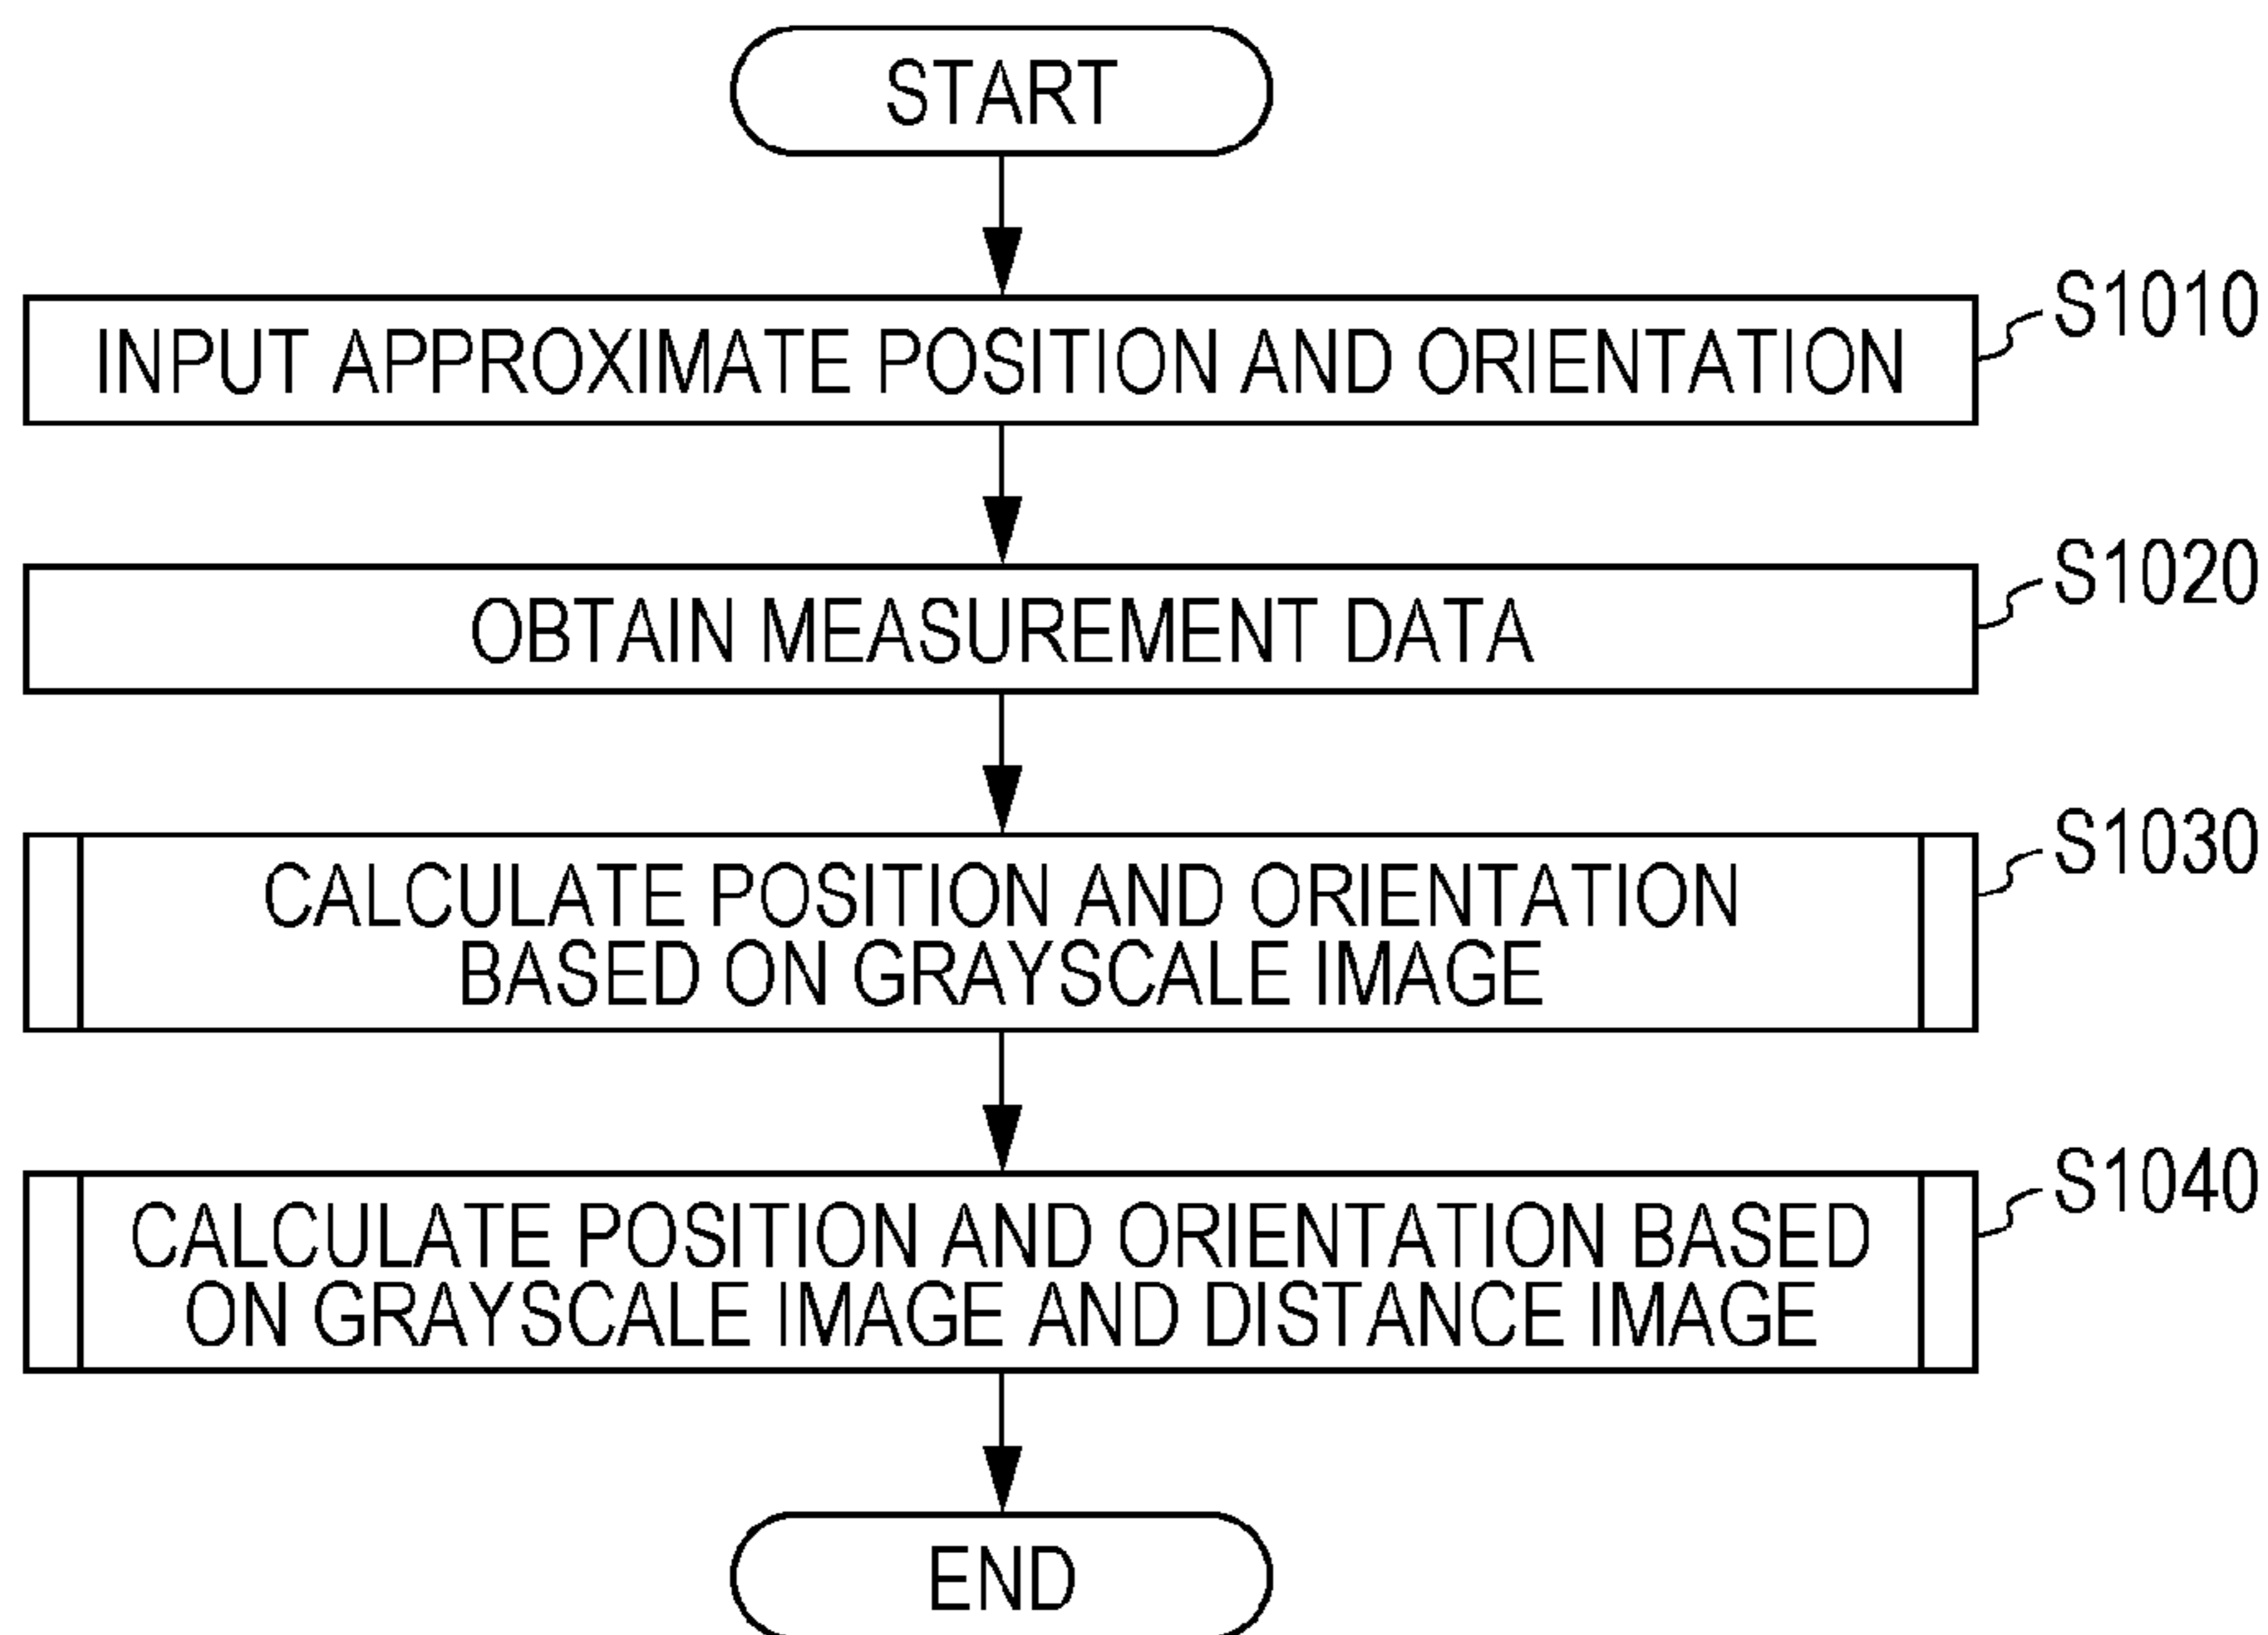 START
INPUT APPROXIMATE POSITION AND ORIENTATION
S1010
OBTAIN MEASUREMENT DATA
S1020
CALCULATE POSITION AND ORIENTATION
BASED ON GRAYSCALE IMAGE
S1030
CALCULATE POSITION AND ORIENTATION BASED
ON GRAYSCALE IMAGE AND DISTANCE IMAGE
S1040
END